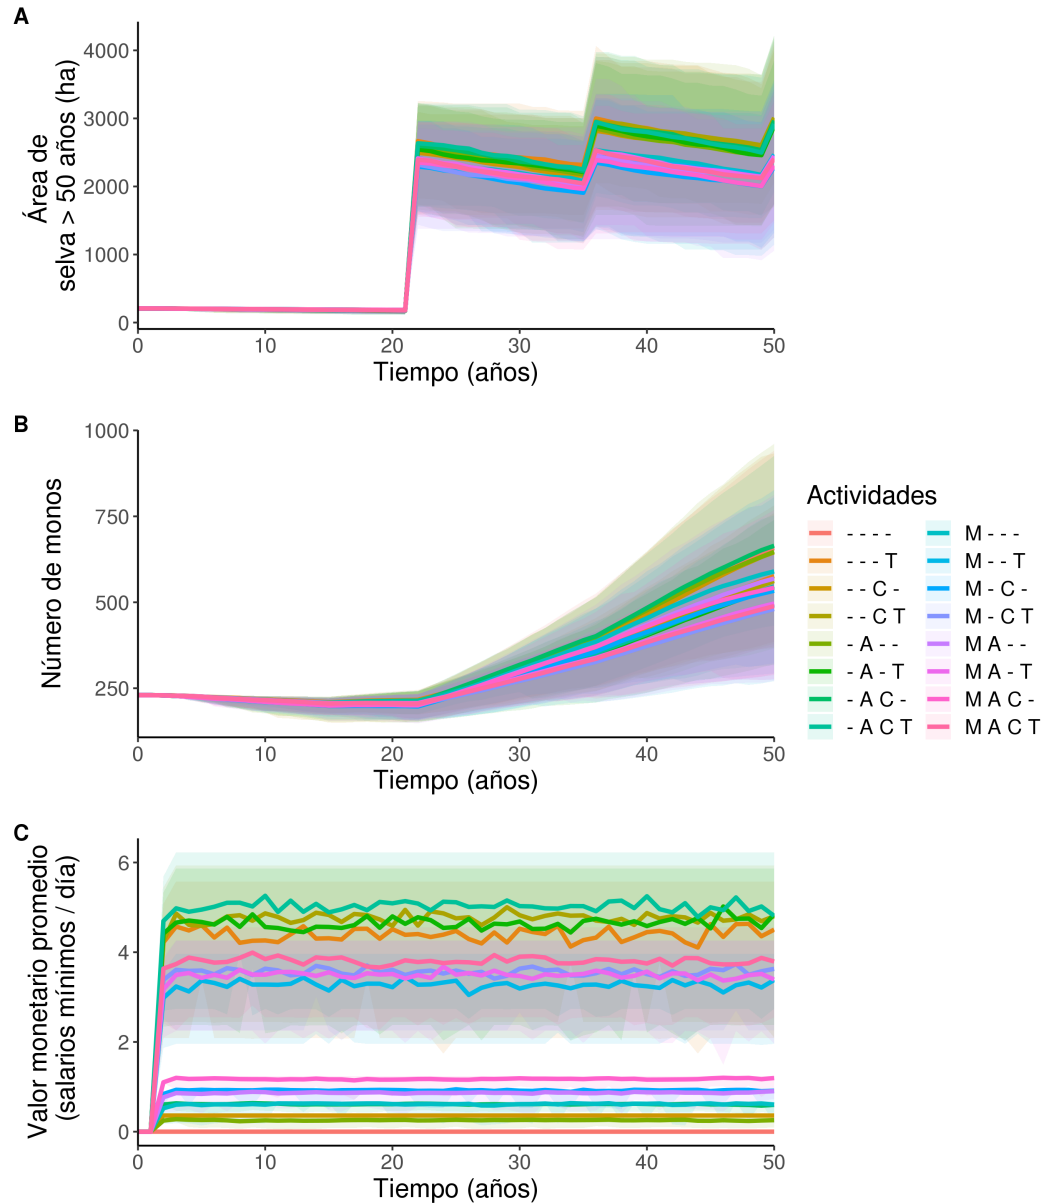 A
Área de
selva > 50 años (ha)
4000
3000
2000
1000
0
0 10 20 30 40 50
Tiempo (años)
B
Número de monos
1000
750
500
250
0 10 20 30 40 50
Tiempo (años)
Actividades
- - - - M - - -
- - - T M - - T
- - C - M - C -
- - C T M - C T
- A - - M A - -
- A - T M A - T
- A C - M A C -
- A C T M A C T
C
Valor monetario promedio
(salarios mínimos / día)
6
4
2
0
0 10 20 30 40 50
Tiempo (años)